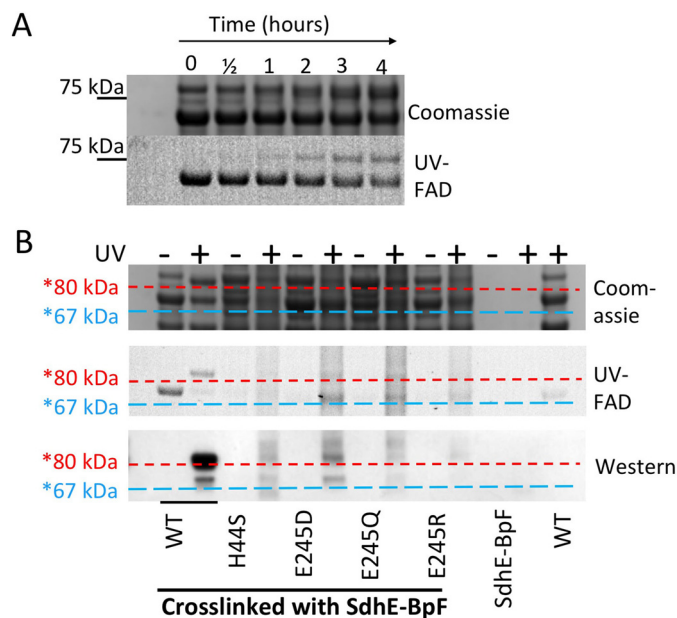 A
Time (hours)
0 ½ 1 2 3 4
75 kDa
Coomassie
75 kDa
UV-
FAD
B
UV - + - + - + - + - + - + +
*80 kDa
*67 kDa
Coom-
assie
*80 kDa
*67 kDa
UV-
FAD
*80 kDa
*67 kDa
Western
WT
H44S
E245D
E245Q
E245R
SdhE-BpF
WT
Crosslinked with SdhE-BpF